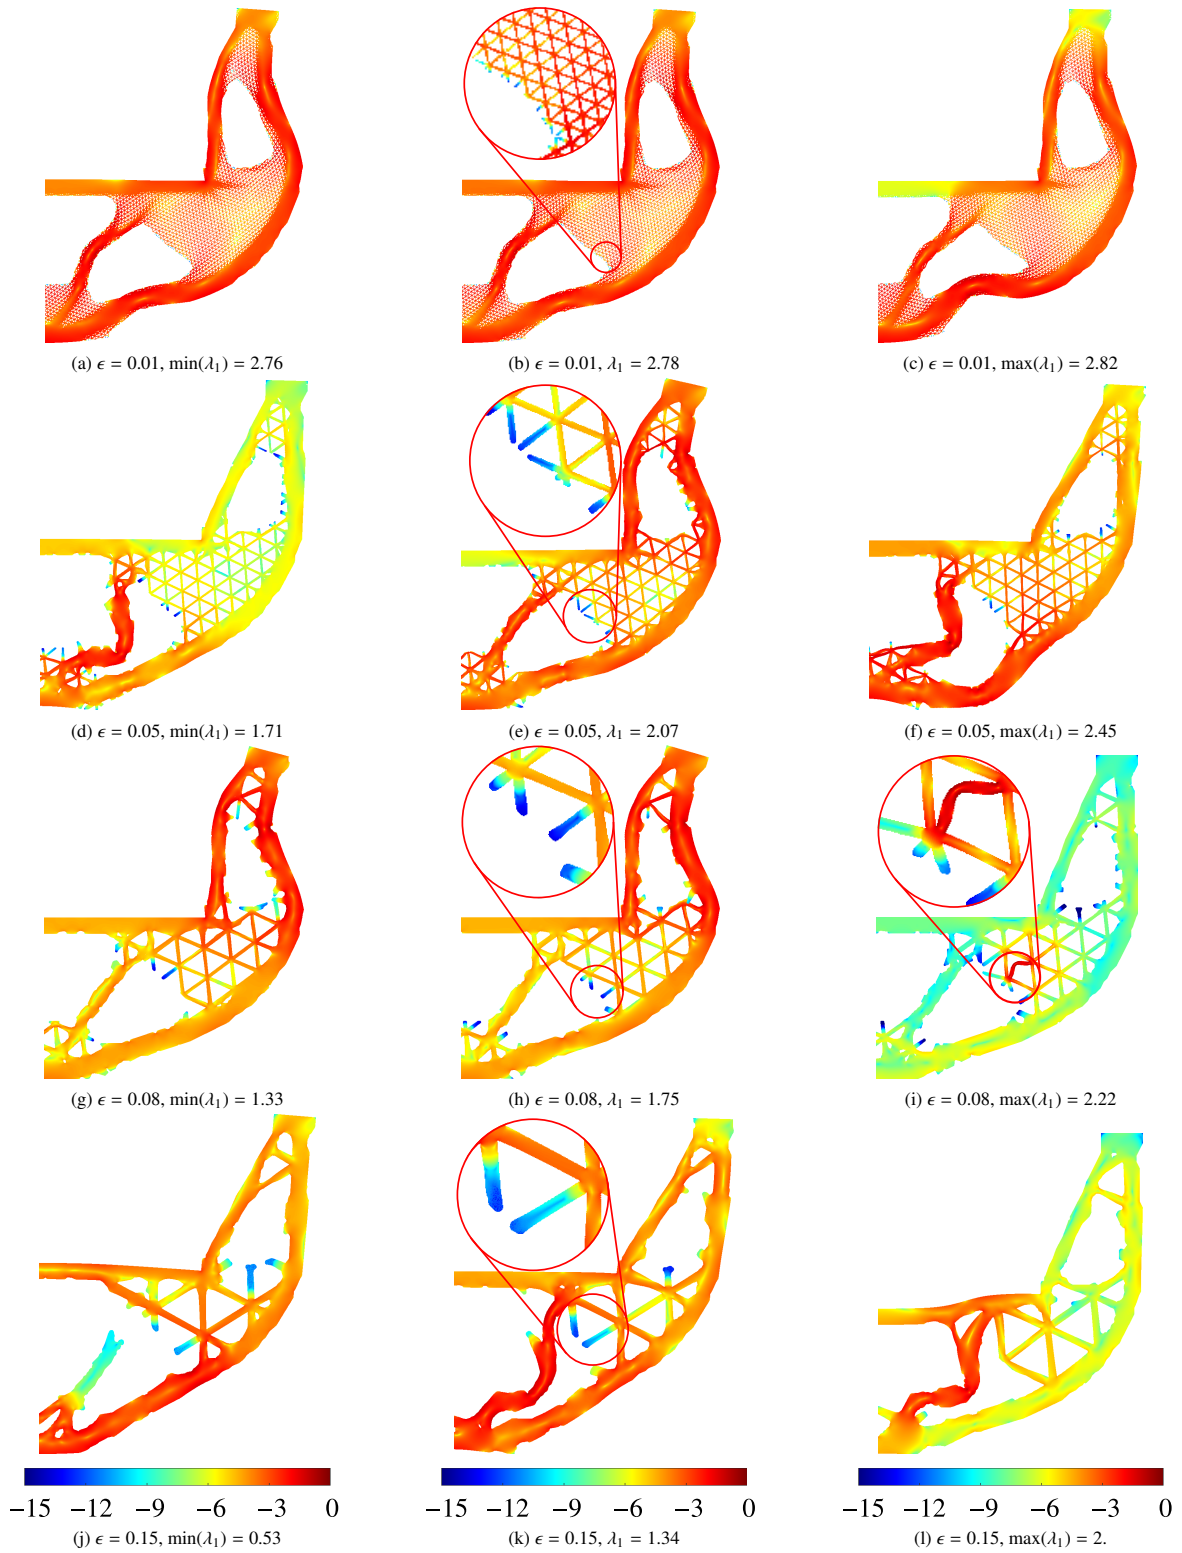 (a) ϵ = 0.01, min(λ₁) = 2.76
(b) ϵ = 0.01, λ₁ = 2.78
(c) ϵ = 0.01, max(λ₁) = 2.82
(d) ϵ = 0.05, min(λ₁) = 1.71
(e) ϵ = 0.05, λ₁ = 2.07
(f) ϵ = 0.05, max(λ₁) = 2.45
(g) ϵ = 0.08, min(λ₁) = 1.33
(h) ϵ = 0.08, λ₁ = 1.75
(i) ϵ = 0.08, max(λ₁) = 2.22
−15 −12 −9 −6 −3 0
−15 −12 −9 −6 −3 0
−15 −12 −9 −6 −3 0
(j) ϵ = 0.15, min(λ₁) = 0.53
(k) ϵ = 0.15, λ₁ = 1.34
(l) ϵ = 0.15, max(λ₁) = 2.